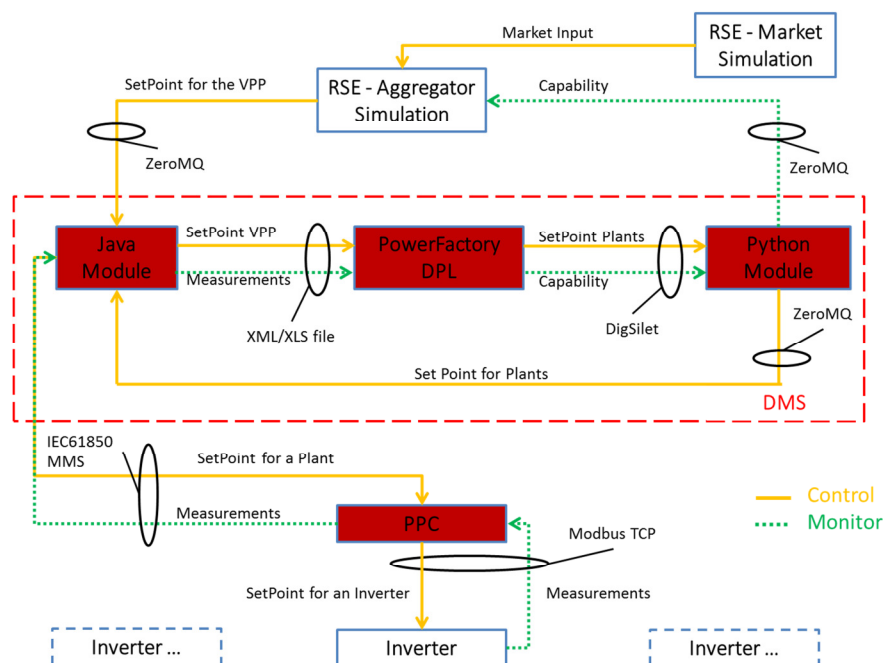 Market Input
RSE - Market
Simulation
SetPoint for the VPP
RSE - Aggregator
Simulation
Capability
ZeroMQ
ZeroMQ
Java
Module
SetPoint VPP
Measurements
XML/XLS file
PowerFactory
DPL
SetPoint Plants
Capability
DigSilet
Python
Module
ZeroMQ
Set Point for Plants
DMS
IEC61850
MMS
SetPoint for a Plant
Measurements
PPC
Modbus TCP
Control
Monitor
SetPoint for an Inverter
Measurements
Inverter ...
Inverter
Inverter ...